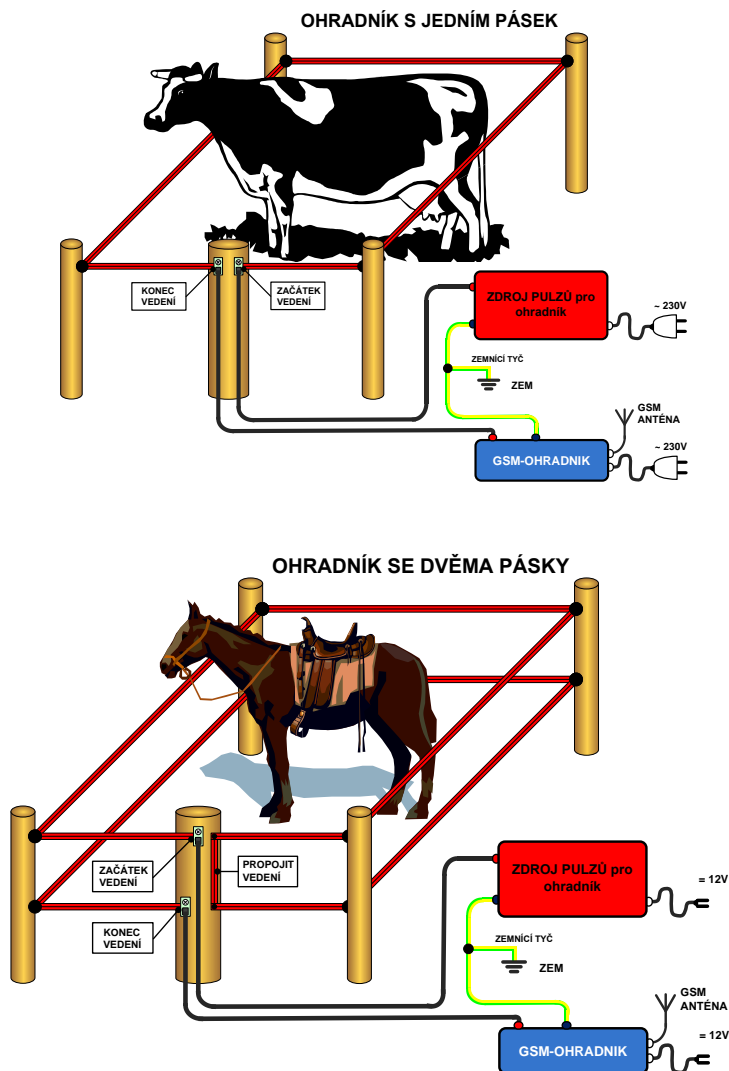 OHRADNÍK S JEDNÍM PÁSEK
KONEC
VEDENÍ
ZAČÁTEK
VEDENÍ
ZDROJ PULZŮ pro
ohradník
~ 230V
ZEMNÍCÍ TYČ
ZEM
GSM
ANTÉNA
~ 230V
GSM-OHRADNIK
OHRADNÍK SE DVĚMA PÁSKY
ZAČÁTEK
VEDENÍ
PROPOJIT
VEDENÍ
KONEC
VEDENÍ
ZDROJ PULZŮ pro
ohradník
= 12V
ZEMNÍCÍ TYČ
ZEM
GSM
ANTÉNA
= 12V
GSM-OHRADNIK